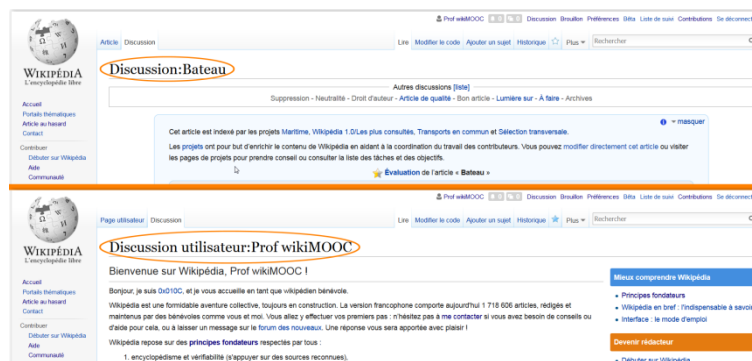 Prof wikiMOOC Discussion Brouillon Préférences Bêta Liste de suivi Contributions Se déconnect
Article Discussion Lire Modifier le code Ajouter un sujet Historique Plus Rechercher
WIKIPÉDIA
L'encyclopédie libre
Discussion:Bateau
Autres discussions [liste]
Suppression - Neutralité - Droit d'auteur - Article de qualité - Bon article - Lumière sur - À faire - Archives
Accueil
Portails thématiques
Article au hasard
Contact
Contribuer
Débuter sur Wikipédia
Aide
Communauté
masquer
Cet article est indexé par les projets Maritime, Wikipédia 1.0/Les plus consultés, Transports en commun et Sélection transversale.
Les projets ont pour but d'enrichir le contenu de Wikipédia en aidant à la coordination du travail des contributeurs. Vous pouvez modifier directement cet article ou visiter
les pages de projets pour prendre conseil ou consulter la liste des tâches et des objectifs.
Évaluation de l'article « Bateau »
Prof wikiMOOC Discussion Brouillon Préférences Bêta Liste de suivi Contributions Se déconnect
Page utilisateur Discussion Lire Modifier le code Ajouter un sujet Historique Plus Rechercher
WIKIPÉDIA
L'encyclopédie libre
Discussion utilisateur:Prof wikiMOOC
Accueil
Portails thématiques
Article au hasard
Contact
Contribuer
Débuter sur Wikipédia
Aide
Communauté
Bienvenue sur Wikipédia, Prof wikiMOOC !
Bonjour, je suis 0x010C, et je vous accueille en tant que wikipédien bénévole.
Wikipédia est une formidable aventure collective, toujours en construction. La version francophone comporte aujourd'hui 1 718 606 articles, rédigés et
maintenus par des bénévoles comme vous et moi. Vous allez y effectuer vos premiers pas : n'hésitez pas à me contacter si vous avez besoin de conseils ou
d'aide pour cela, ou à laisser un message sur le forum des nouveaux. Une réponse vous sera apportée avec plaisir !
Wikipédia repose sur des principes fondateurs respectés par tous :
1. encyclopédisme et vérifiabilité (s'appuyer sur des sources reconnues),
Mieux comprendre Wikipédia
Principes fondateurs
Wikipédia en bref : l'indispensable à savoir
Interface : le mode d'emploi
Devenir rédacteur
Débuter sur Wikipédia